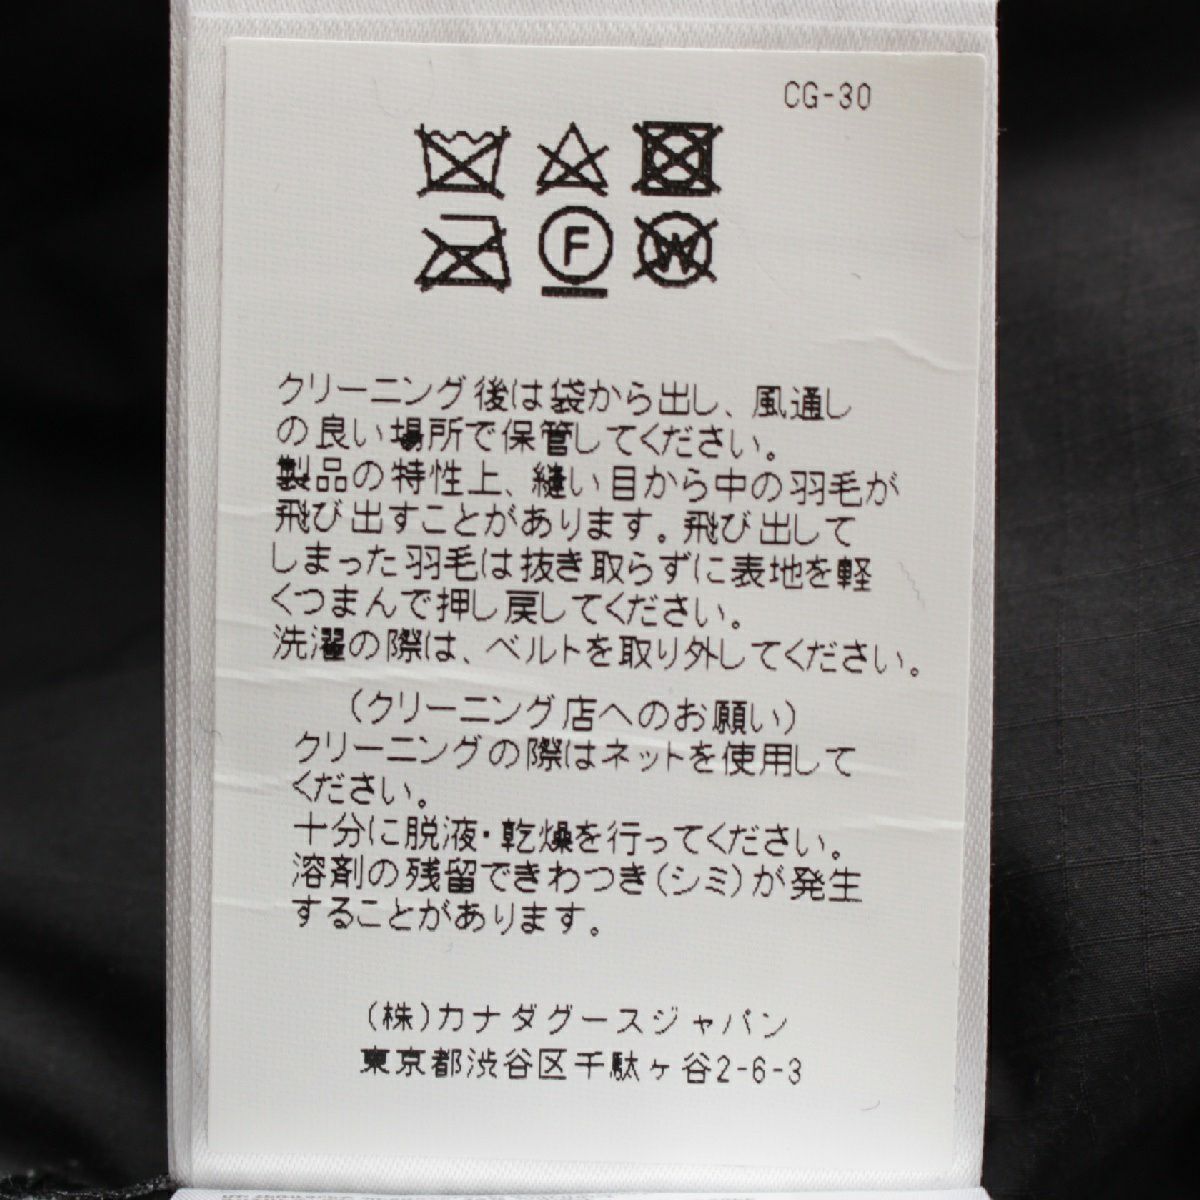 CG-30
F
W
クリーニング後は袋から出し、風通し
の良い場所で保管してください。
製品の特性上、縫い目から中の羽毛が
飛び出すことがあります。飛び出して
しまった羽毛は抜き取らずに表地を軽
くつまんで押し戻してください。
洗濯の際は、ベルトを取り外してください。
(クリーニング店へのお願い)
クリーニングの際はネットを使用して
ください。
十分に脱液・乾燥を行ってください。
溶剤の残留できわつき(シミ)が発生
することがあります。
(株)カナダグースジャパン
東京都渋谷区千駄ヶ谷2-6-3